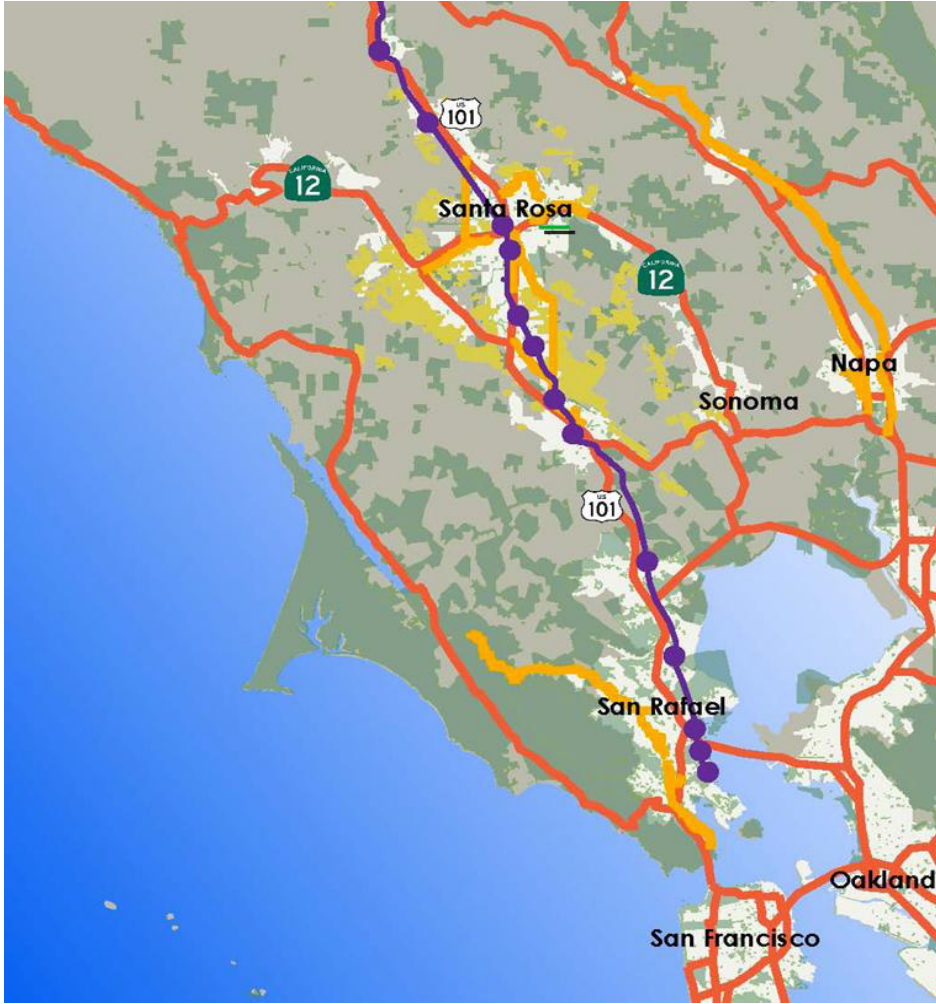 US
101
CALIFORNIA
12
Santa Rosa
CALIFORNIA
12
Napa
Sonoma
US
101
San Rafael
Oakland
San Francisco